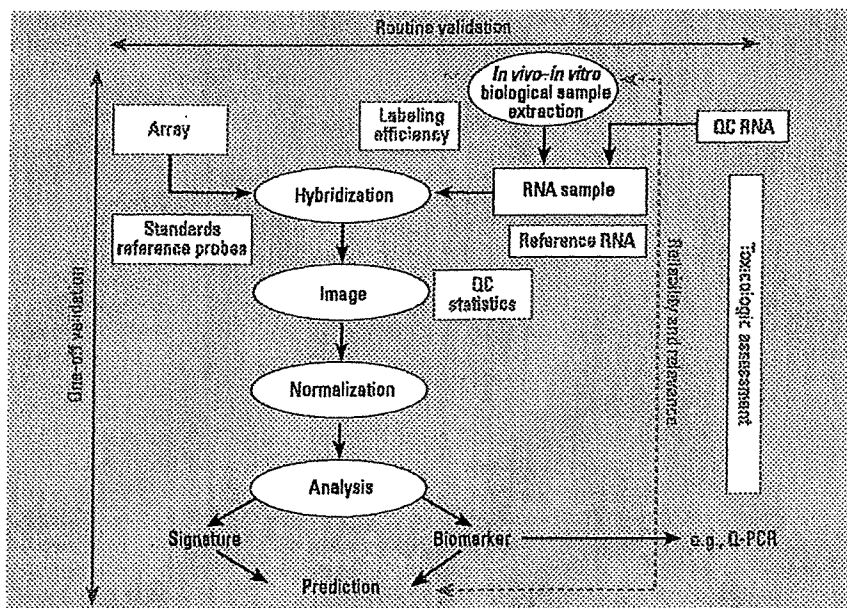 Routine validation
In vivo–in vitro
biological sample
extraction
Labeling
efficiency
Array
QC RNA
Hybridization
RNA sample
Standards
reference probes
Reference RNA
Image
QC
statistics
Normalization
Analysis
Signature
Biomarker
e.g., Q-PCR
Prediction
One-off validation
Reliability and relevance
Toxicologic assessment